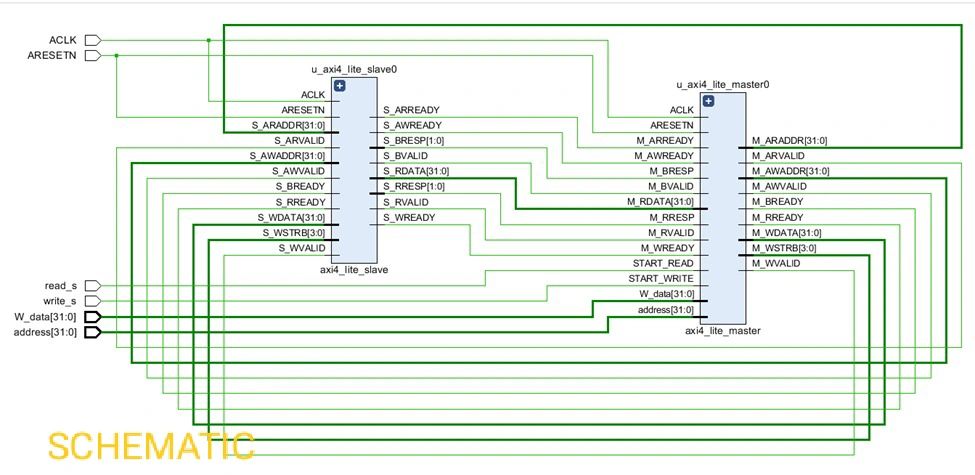 ACLK
ARESETN
u_axi4_lite_slave0
ACLK
ARESETN
S_ARADDR[31:0]
S_ARVALID
S_AWADDR[31:0]
S_AWVALID
S_BREADY
S_RREADY
S_WDATA[31:0]
S_WSTRB[3:0]
S_WVALID
S_ARREADY
S_AWREADY
S_BRESP[1:0]
S_BVALID
S_RDATA[31:0]
S_RRESP[1:0]
S_RVALID
S_WREADY
axi4_lite_slave
u_axi4_lite_master0
ACLK
ARESETN
M_ARREADY
M_AWREADY
M_BRESP
M_BVALID
M_RDATA[31:0]
M_RRESP
M_RVALID
M_WREADY
START_READ
START_WRITE
W_data[31:0]
address[31:0]
M_ARADDR[31:0]
M_ARVALID
M_AWADDR[31:0]
M_AWVALID
M_BREADY
M_RREADY
M_WDATA[31:0]
M_WSTRB[3:0]
M_WVALID
axi4_lite_master
read_s
write_s
W_data[31:0]
address[31:0]
SCHEMATIC